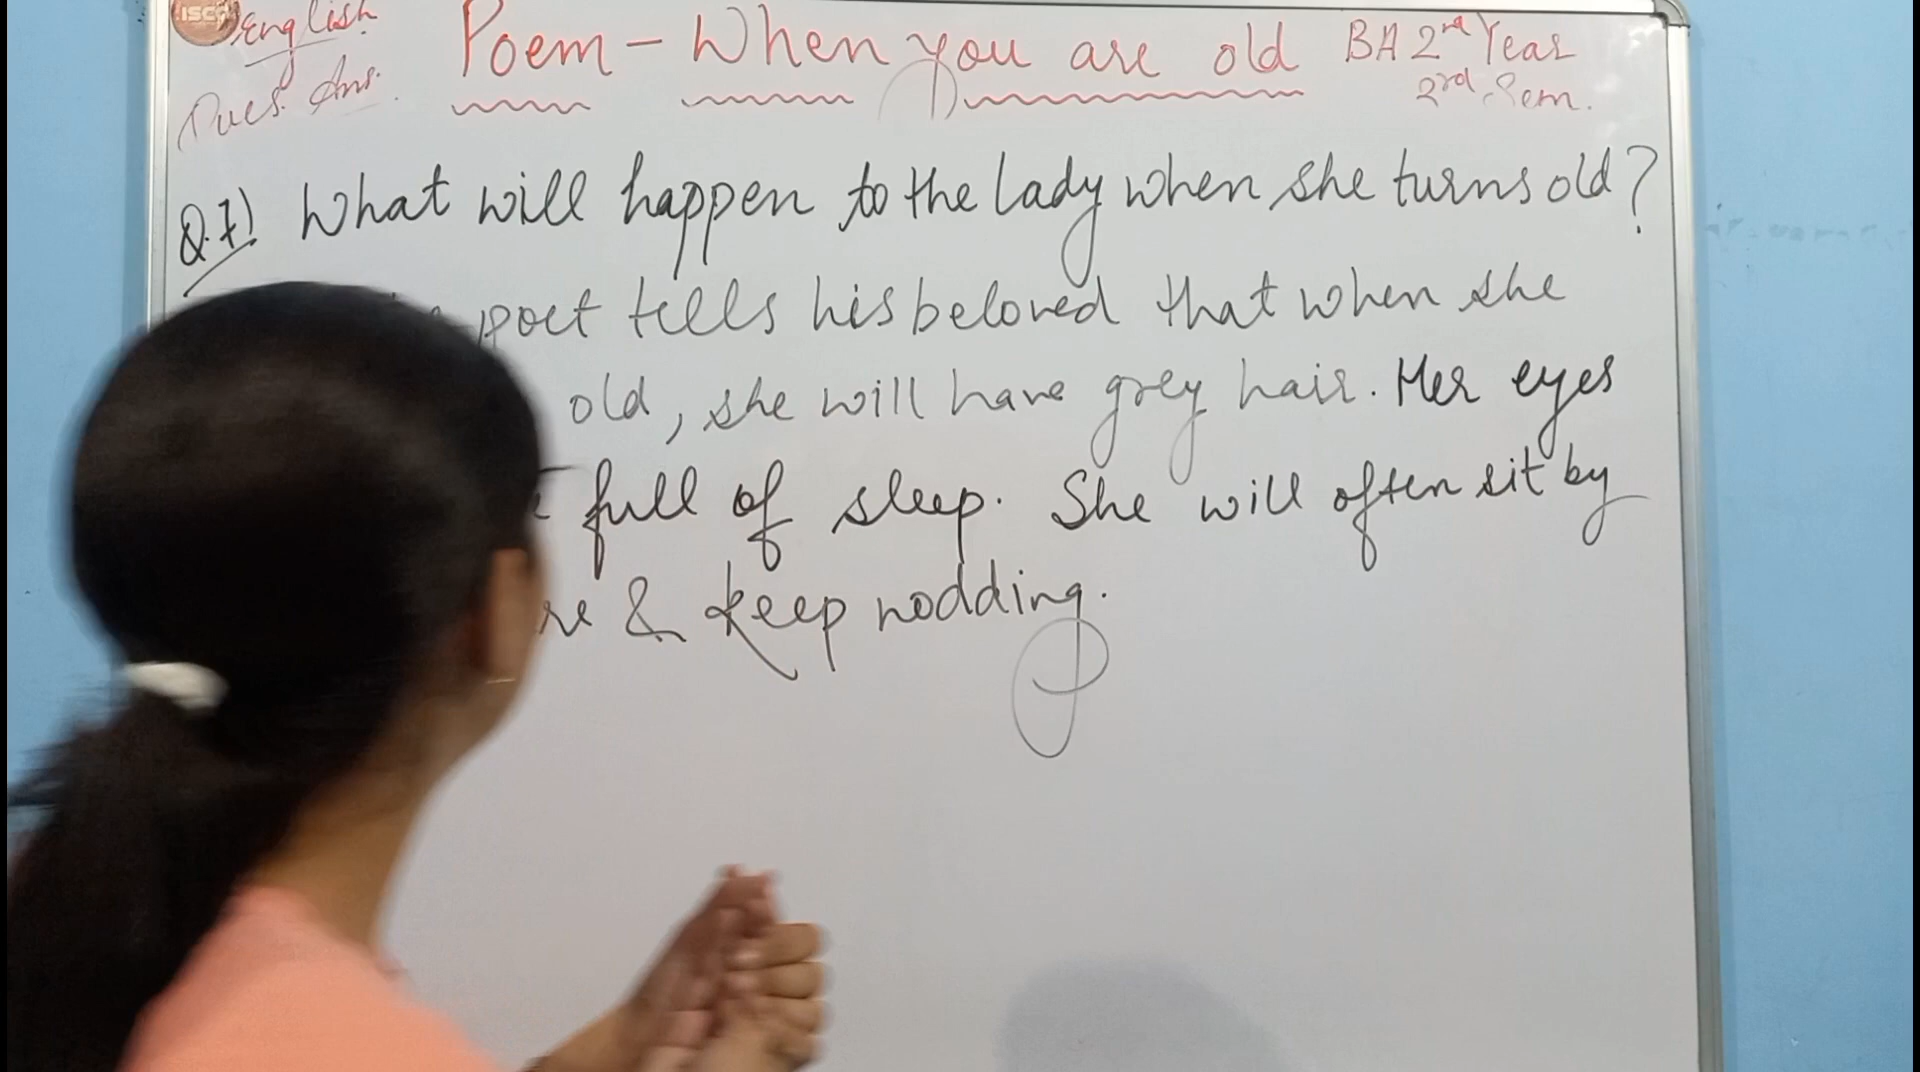 English
Ques. Ans.
Poem - When you are old
BA 2nd Year
3rd Sem.
Q.7) What will happen to the lady when she turns old?
poet tells his beloved that when she
old, she will have grey hair. Her eyes
full of sleep. She will often sit by
& keep nodding.